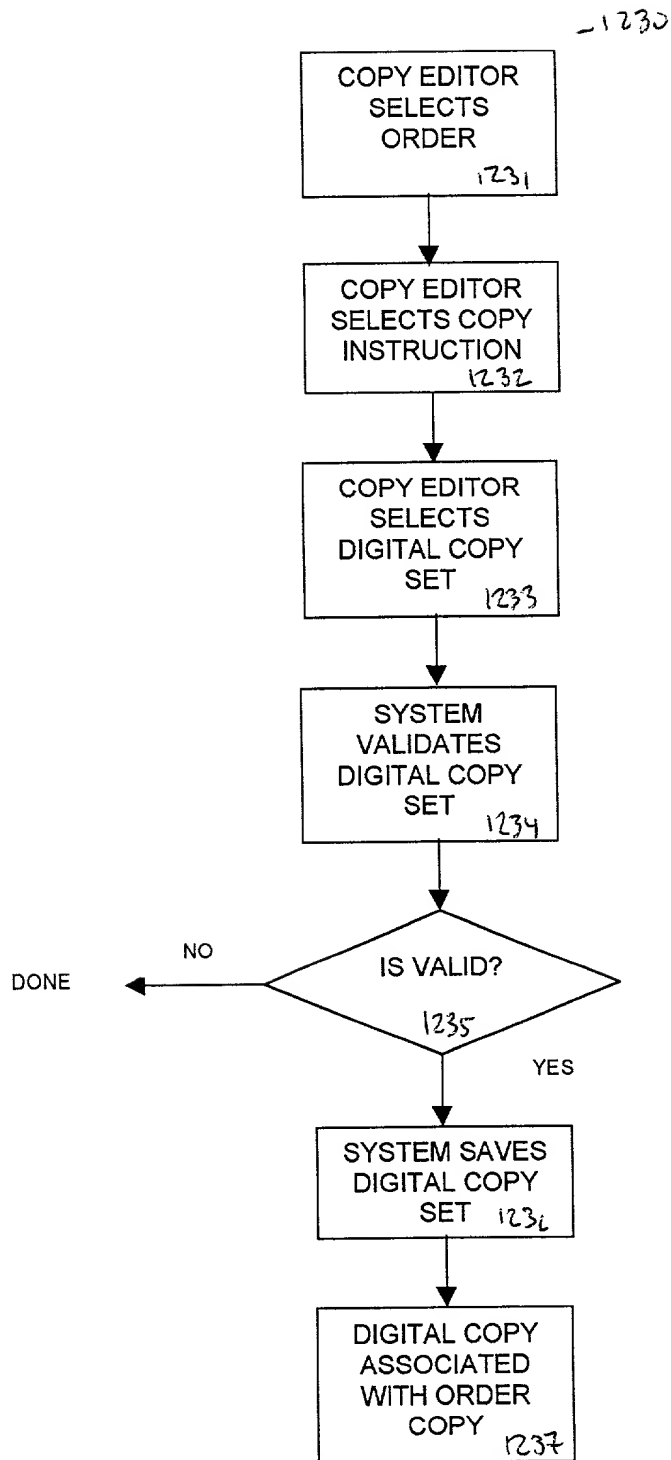 1230
COPY EDITOR
SELECTS
ORDER
1231
COPY EDITOR
SELECTS COPY
INSTRUCTION
1232
COPY EDITOR
SELECTS
DIGITAL COPY
SET
1233
SYSTEM
VALIDATES
DIGITAL COPY
SET
1234
IS VALID?
1235
NO
DONE
YES
SYSTEM SAVES
DIGITAL COPY
SET 1236
DIGITAL COPY
ASSOCIATED
WITH ORDER
COPY
1237